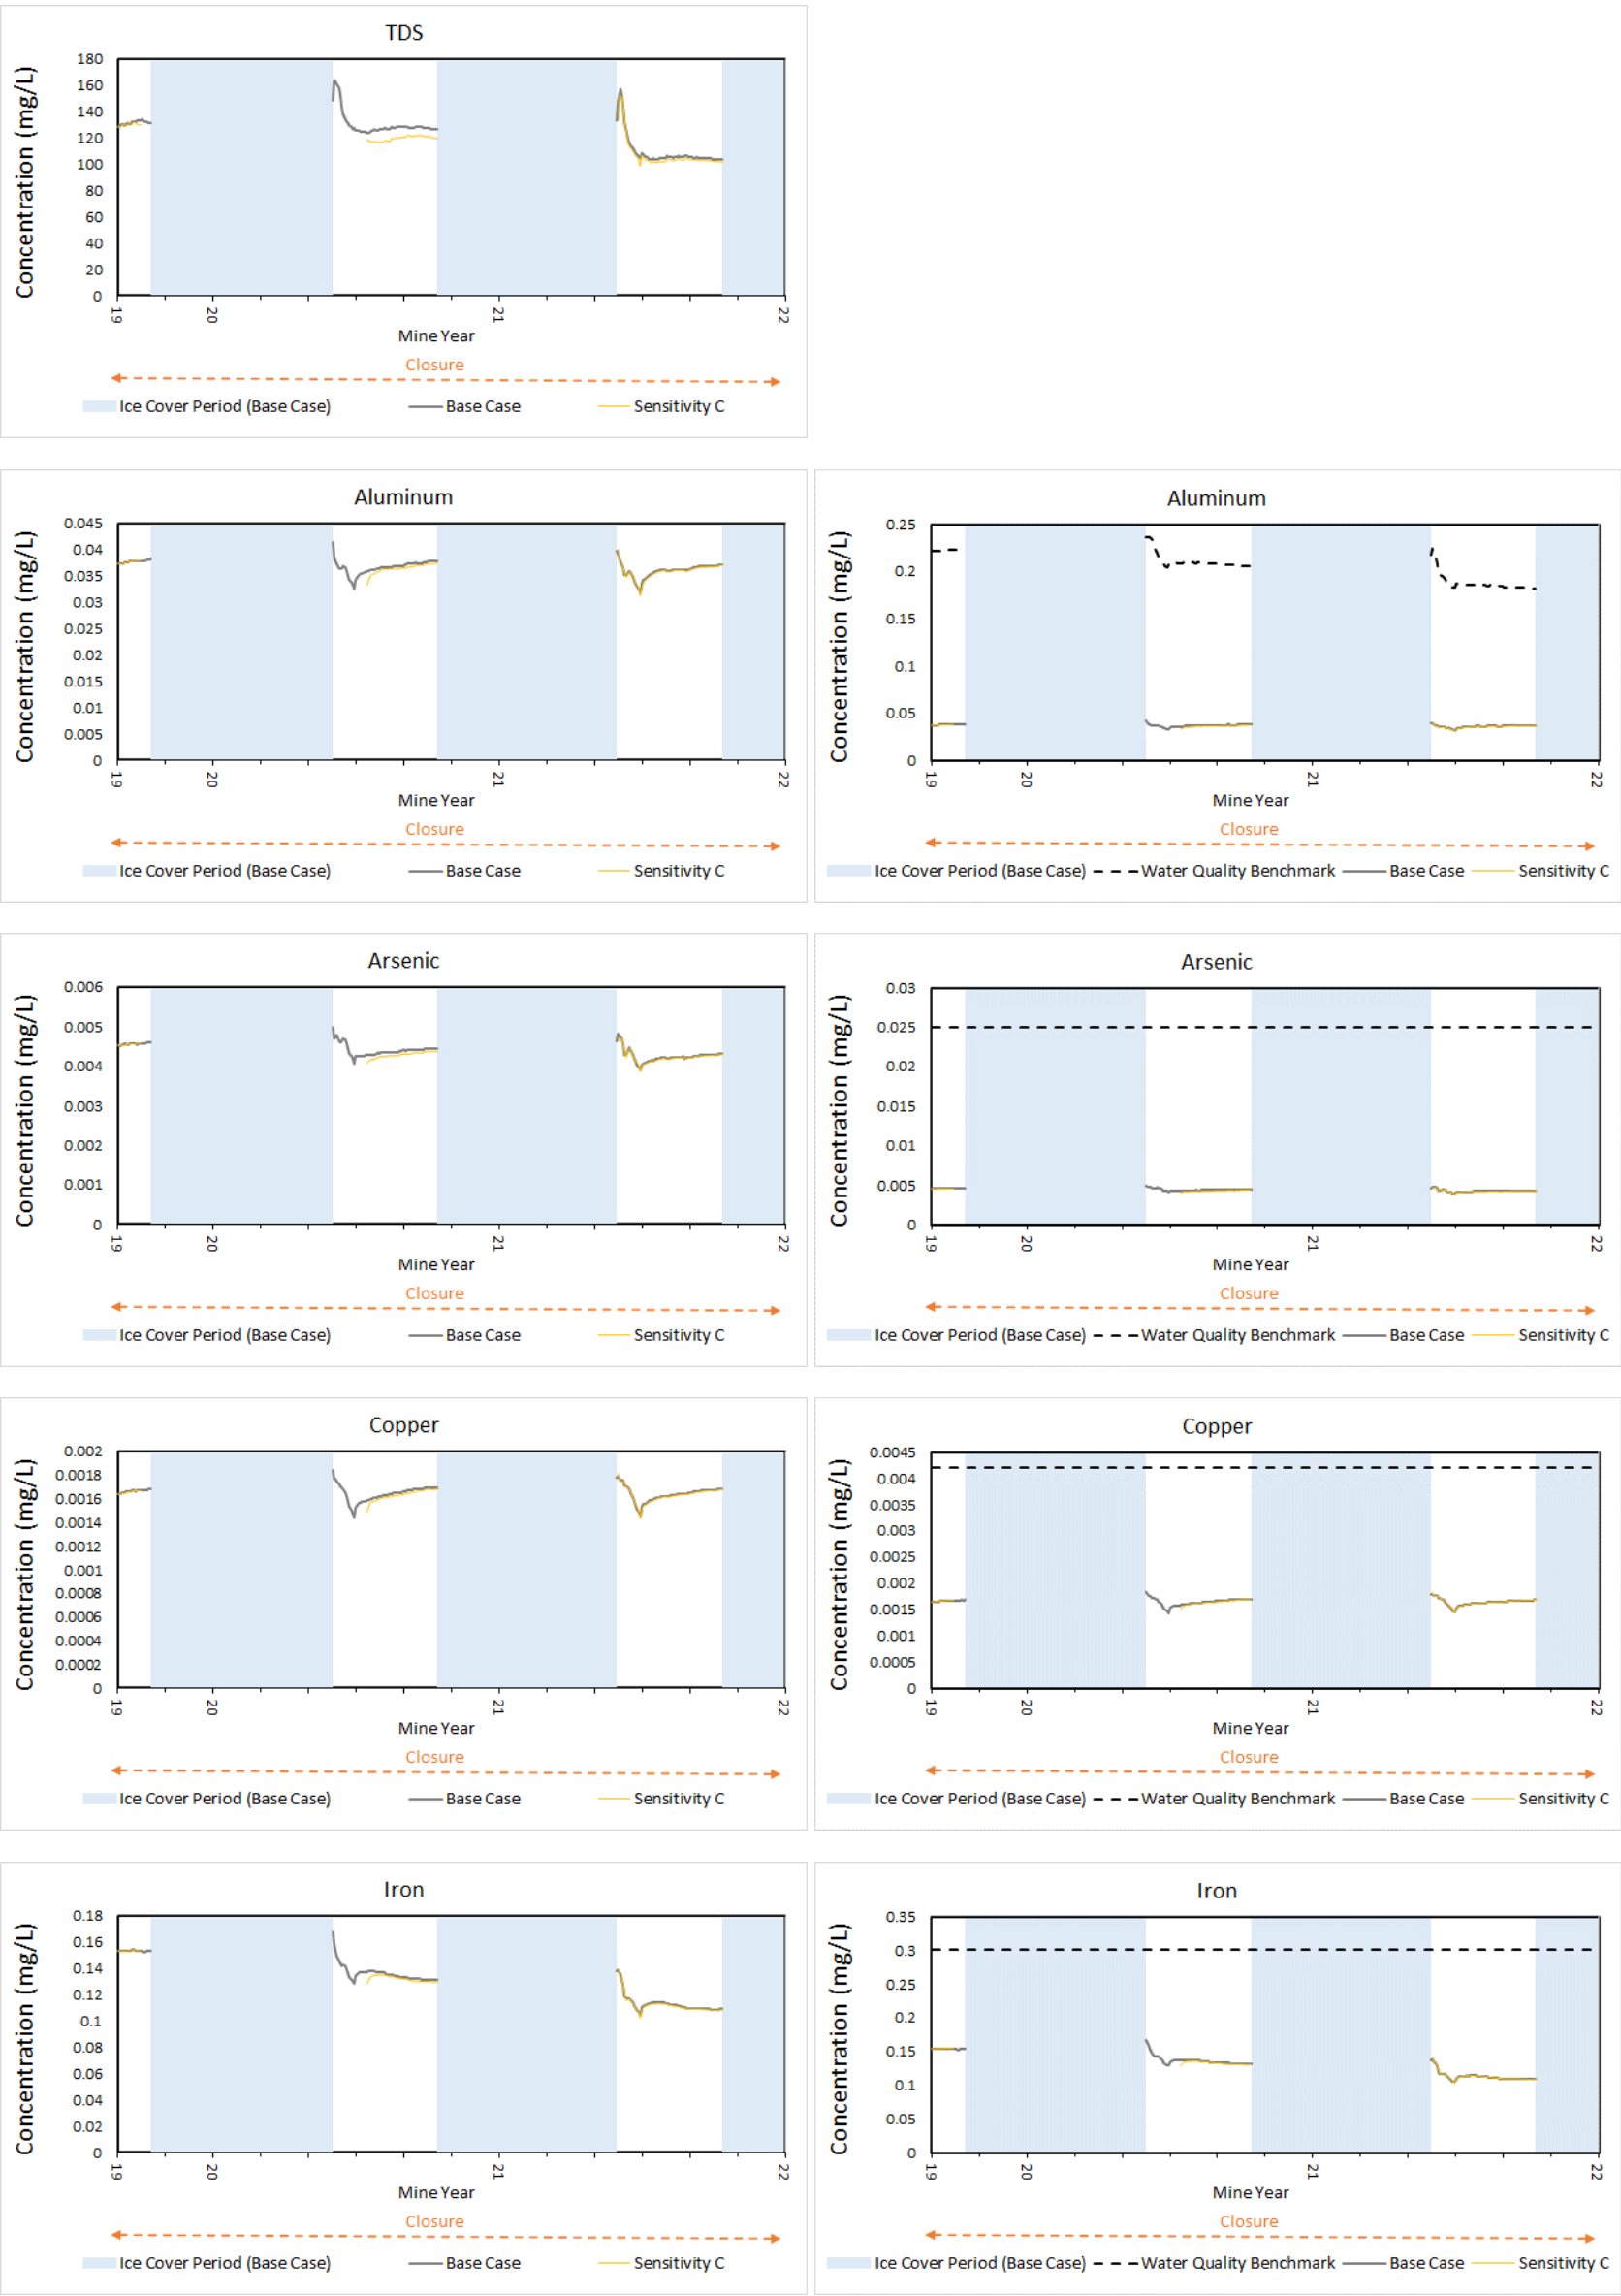 TDS
Concentration (mg/L)
180
160
140
120
100
80
60
40
20
0
19
20
21
22
Mine Year
Closure
Ice Cover Period (Base Case) Base Case Sensitivity C
Aluminum
Concentration (mg/L)
0.045
0.04
0.035
0.03
0.025
0.02
0.015
0.01
0.005
0
19
20
21
22
Mine Year
Closure
Ice Cover Period (Base Case) Base Case Sensitivity C
Aluminum
Concentration (mg/L)
0.25
0.2
0.15
0.1
0.05
0
19
20
21
22
Mine Year
Closure
Ice Cover Period (Base Case) Water Quality Benchmark Base Case Sensitivity C
Arsenic
Concentration (mg/L)
0.006
0.005
0.004
0.003
0.002
0.001
0
19
20
21
22
Mine Year
Closure
Ice Cover Period (Base Case) Base Case Sensitivity C
Arsenic
Concentration (mg/L)
0.03
0.025
0.02
0.015
0.01
0.005
0
19
20
21
22
Mine Year
Closure
Ice Cover Period (Base Case) Water Quality Benchmark Base Case Sensitivity C
Copper
Concentration (mg/L)
0.002
0.0018
0.0016
0.0014
0.0012
0.001
0.0008
0.0006
0.0004
0.0002
0
19
20
21
22
Mine Year
Closure
Ice Cover Period (Base Case) Base Case Sensitivity C
Copper
Concentration (mg/L)
0.0045
0.004
0.0035
0.003
0.0025
0.002
0.0015
0.001
0.0005
0
19
20
21
22
Mine Year
Closure
Ice Cover Period (Base Case) Water Quality Benchmark Base Case Sensitivity C
Iron
Concentration (mg/L)
0.18
0.16
0.14
0.12
0.1
0.08
0.06
0.04
0.02
0
19
20
21
22
Mine Year
Closure
Ice Cover Period (Base Case) Base Case Sensitivity C
Iron
Concentration (mg/L)
0.35
0.3
0.25
0.2
0.15
0.1
0.05
0
19
20
21
22
Mine Year
Closure
Ice Cover Period (Base Case) Water Quality Benchmark Base Case Sensitivity C